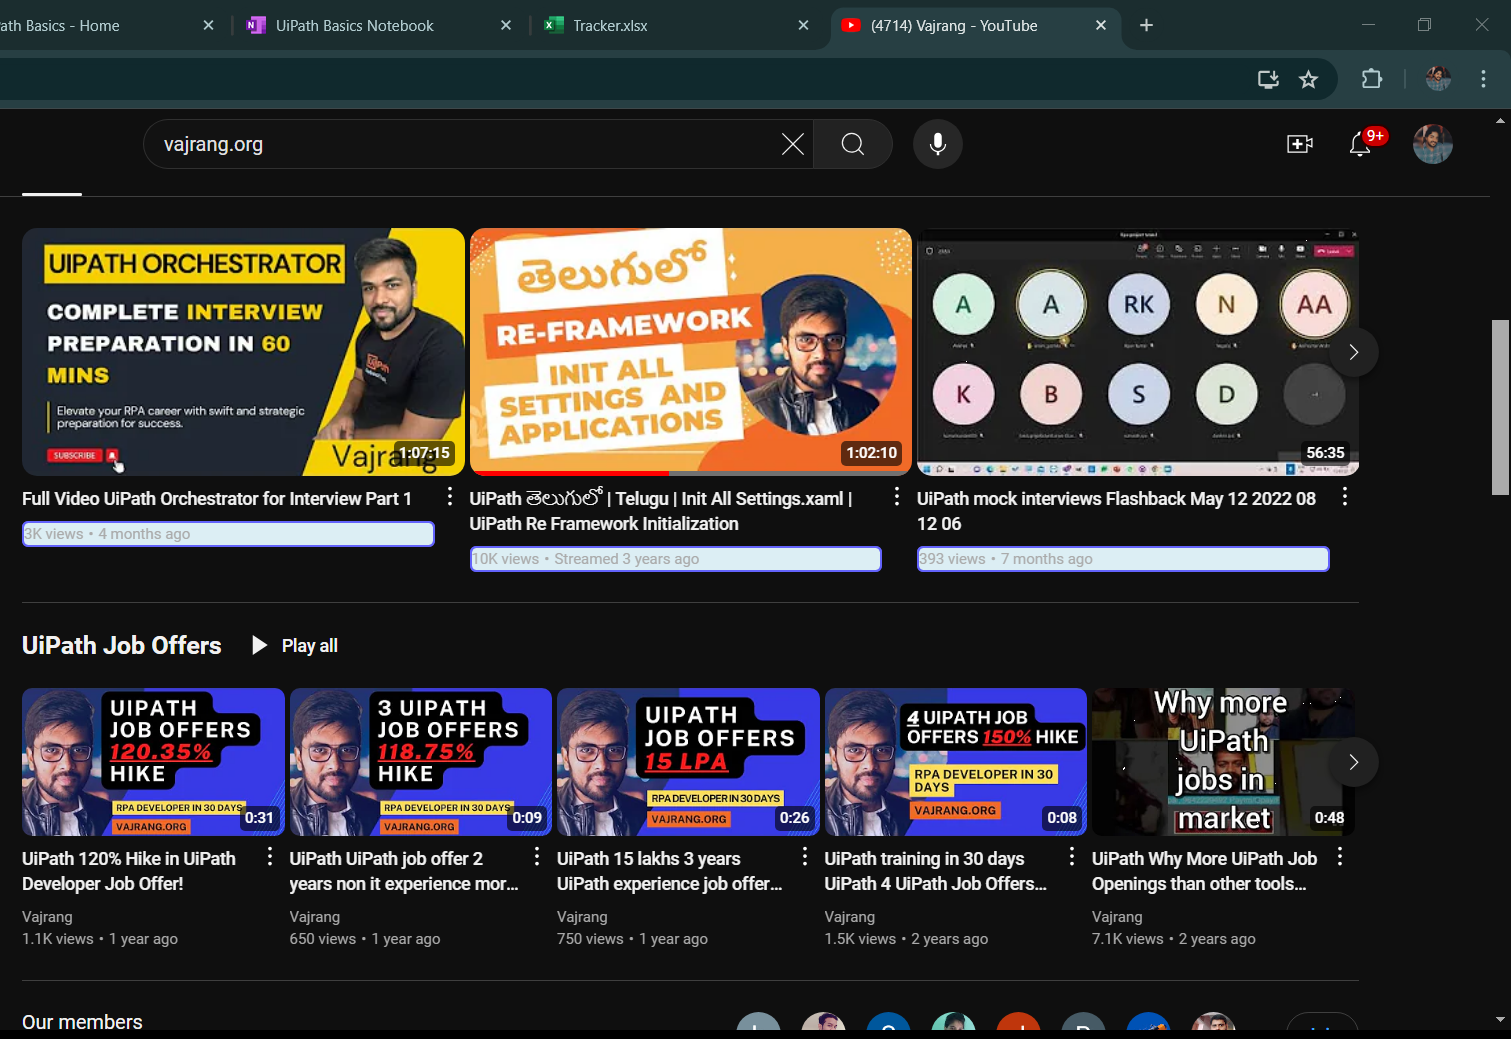 ath Basics - Home
UiPath Basics Notebook
Tracker.xlsx
(4714) Vajrang - YouTube
vajrang.org
9+
UIPATH ORCHESTRATOR
COMPLETE INTERVIEW
PREPARATION IN 60
MINS
Elevate your RPA career with swift and strategic
preparation for success.
SUBSCRIBE
Vajrang
1:07:15
తెలుగులో
RE-FRAMEWORK
INIT ALL
SETTINGS AND
APPLICATIONS
1:02:10
A
A
RK
N
AA
K
B
S
D
56:35
Full Video UiPath Orchestrator for Interview Part 1
3K views • 4 months ago
UiPath తెలుగులో | Telugu | Init All Settings.xaml |
UiPath Re Framework Initialization
10K views • Streamed 3 years ago
UiPath mock interviews Flashback May 12 2022 08
12 06
393 views • 7 months ago
UiPath Job Offers
Play all
UIPATH
JOB OFFERS
120.35%
HIKE
RPA DEVELOPER IN 30 DAYS
VAJRANG.ORG
0:31
3 UIPATH
JOB OFFERS
118.75%
HIKE
RPA DEVELOPER IN 30 DAYS
VAJRANG.ORG
0:09
UIPATH
JOB OFFERS
15 LPA
RPA DEVELOPER IN 30 DAYS
VAJRANG.ORG
0:26
4 UIPATH JOB
OFFERS 150% HIKE
RPA DEVELOPER IN 30
DAYS
VAJRANG.ORG
0:08
Why more
UiPath
jobs in
market
0:48
UiPath 120% Hike in UiPath
Developer Job Offer!
Vajrang
1.1K views • 1 year ago
UiPath UiPath job offer 2
years non it experience mor...
Vajrang
650 views • 1 year ago
UiPath 15 lakhs 3 years
UiPath experience job offer...
Vajrang
750 views • 1 year ago
UiPath training in 30 days
UiPath 4 UiPath Job Offers...
Vajrang
1.5K views • 2 years ago
UiPath Why More UiPath Job
Openings than other tools...
Vajrang
7.1K views • 2 years ago
Our members